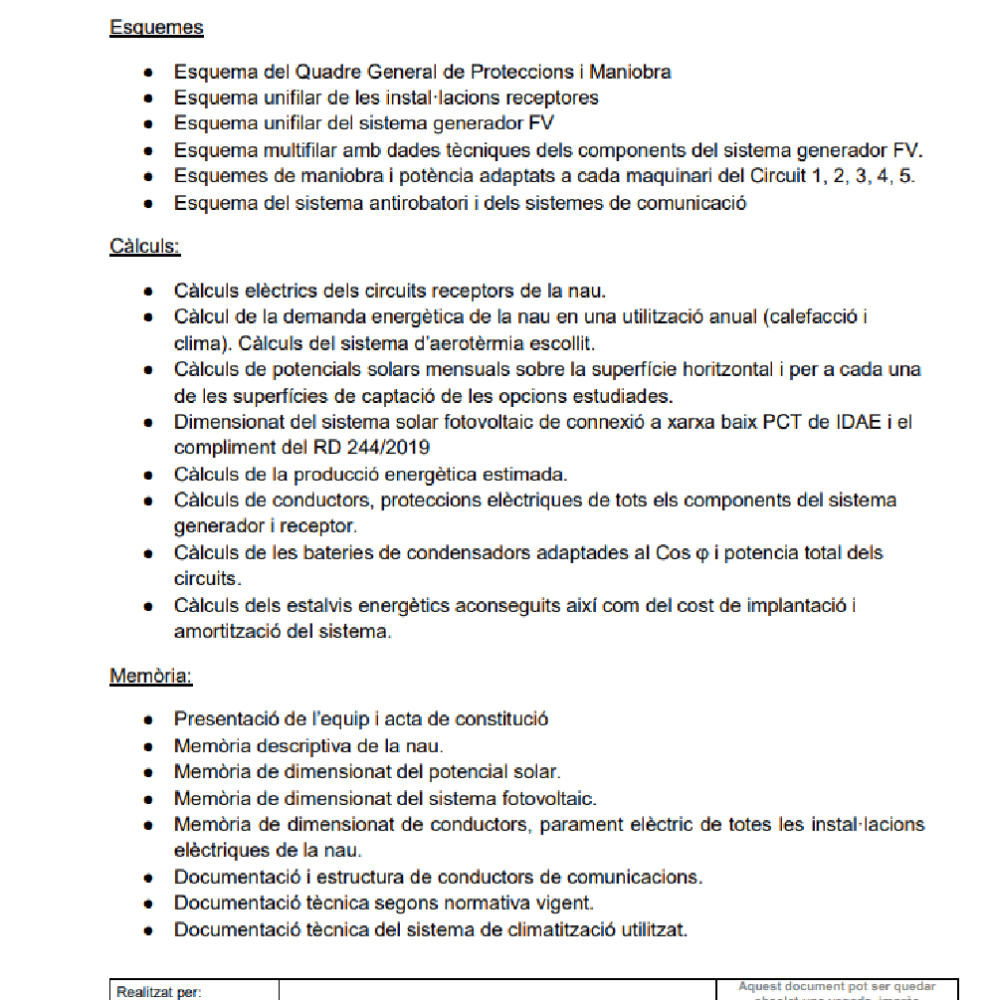 Esquemes
● Esquema del Quadre General de Proteccions i Maniobra
● Esquema unifilar de les instal·lacions receptores
● Esquema unifilar del sistema generador FV
● Esquema multifilar amb dades tècniques dels components del sistema generador FV.
● Esquemes de maniobra i potència adaptats a cada maquinari del Circuit 1, 2, 3, 4, 5.
● Esquema del sistema antirobatori i dels sistemes de comunicació
Càlculs:
● Càlculs elèctrics dels circuits receptors de la nau.
● Càlcul de la demanda energètica de la nau en una utilització anual (calefacció i
clima). Càlculs del sistema d’aerotèrmia escollit.
● Càlculs de potencials solars mensuals sobre la superfície horitzontal i per a cada una
de les superfícies de captació de les opcions estudiades.
● Dimensionat del sistema solar fotovoltaic de connexió a xarxa baix PCT de IDAE i el
compliment del RD 244/2019
● Càlculs de la producció energètica estimada.
● Càlculs de conductors, proteccions elèctriques de tots els components del sistema
generador i receptor.
● Càlculs de les bateries de condensadors adaptades al Cos φ i potencia total dels
circuits.
● Càlculs dels estalvis energètics aconseguits així com del cost de implantació i
amortització del sistema.
Memòria:
● Presentació de l’equip i acta de constitució
● Memòria descriptiva de la nau.
● Memòria de dimensionat del potencial solar.
● Memòria de dimensionat del sistema fotovoltaic.
● Memòria de dimensionat de conductors, parament elèctric de totes les instal·lacions
elèctriques de la nau.
● Documentació i estructura de conductors de comunicacions.
● Documentació tècnica segons normativa vigent.
● Documentació tècnica del sistema de climatització utilitzat.
Realitzat per:
Aquest document pot ser quedar